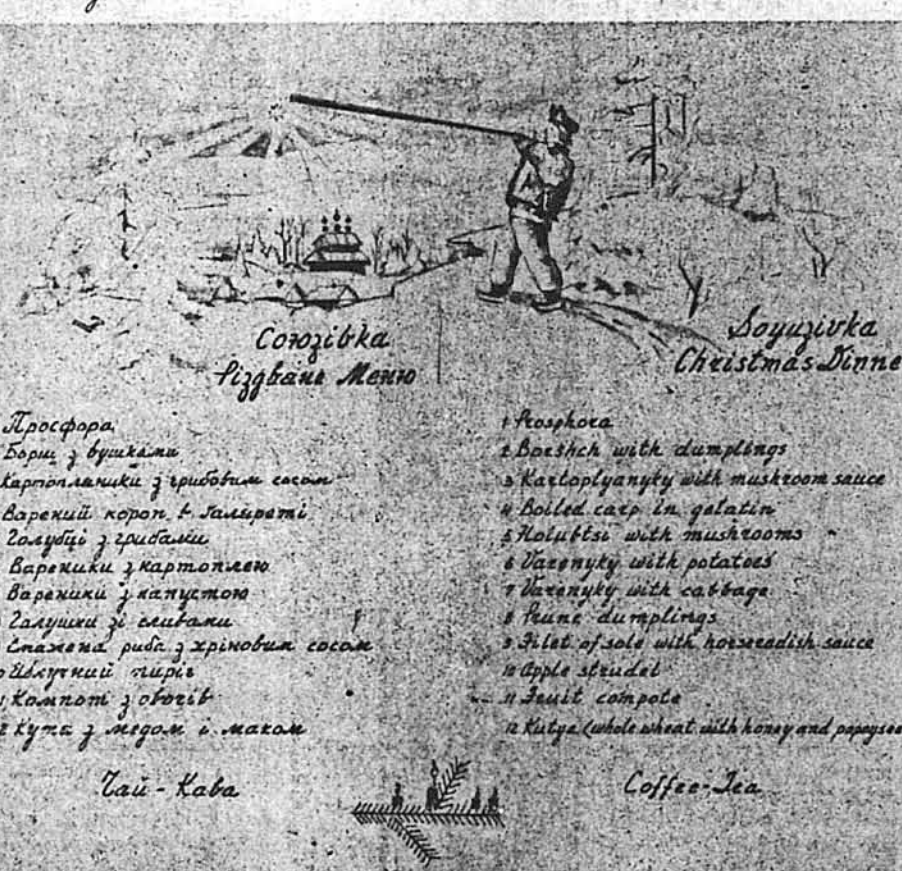 Союзівка
Різдвяне Меню
Просфора
Борщ з вушками
Картопляники з грибовим сосом
Варений короп в галяреті
Голубці з грибами
Вареники з картоплею
Вареники з капустою
Галушки зі сливами
Смажена риба з хріновим сосом
Яблучний пиріг
Компот з овочів
Кутя з медом і маком
Чай - Кава
Soyuzivka
Christmas Dinne
1 Prosphora
2 Borshch with dumplings
3 Kartoplyanyky with mushroom sauce
4 Boiled carp in gelatin
5 Holubtsi with mushrooms
6 Varenyky with potatoes
7 Varenyky with cabbage
8 Prune dumplings
9 Filet of sole with horseradish sauce
10 Apple strudel
11 Fruit compote
12 Kutya (whole wheat with honey and
Coffee-Tea